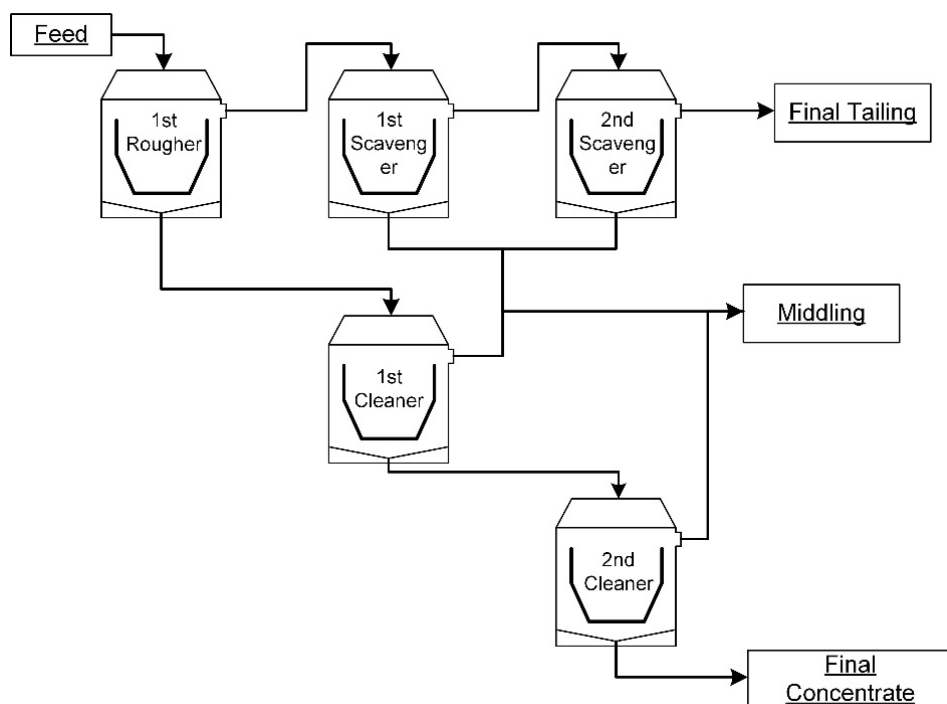 Feed
1st
Rougher
1st
Scaveng
er
2nd
Scaveng
er
Final Tailing
Middling
1st
Cleaner
2nd
Cleaner
Final
Concentrate